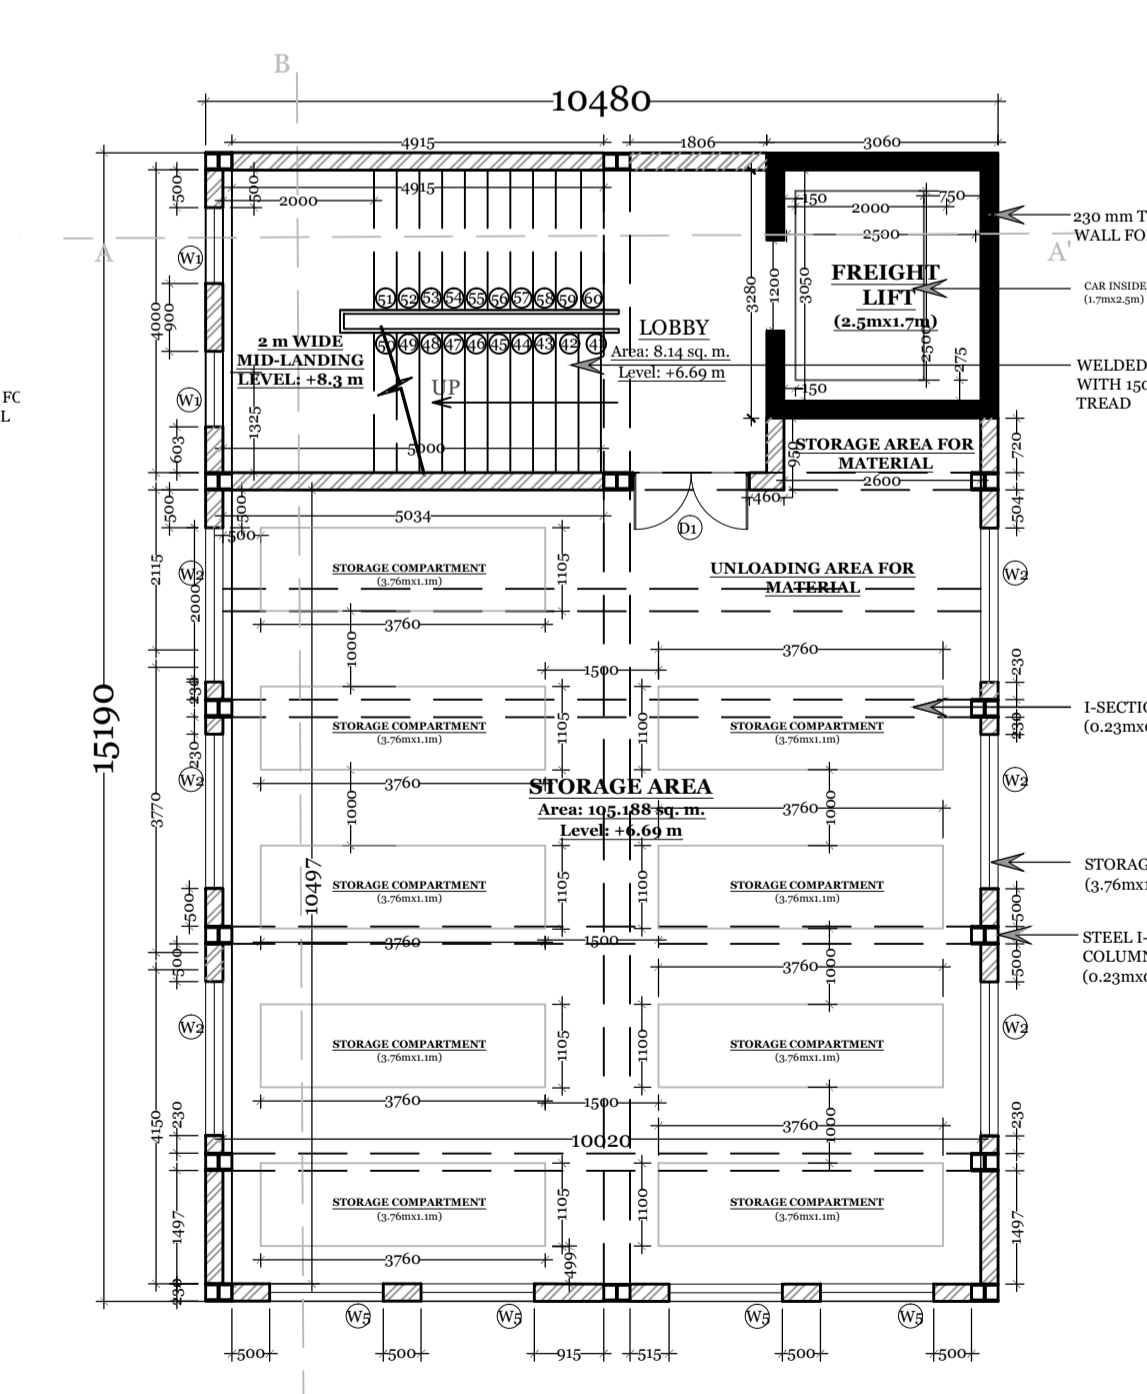 B
10480
4915
1806
3060
500
500
4915
2000
150
750
2000
230 mm T
WALL FO
A
W1
2500
A'
FREIGHT
LIFT
(2.5mx1.7m)
CAR INSIDE
(1.7mx2.5m)
3280
1200
3050
2500
275
51 52 53 54 55 56 57 58 59 60
4000
900
2 m WIDE
MID-LANDING
LEVEL: +8.3 m
50 49 48 47 46 45 44 43 42 41
LOBBY
Area: 8.14 sq. m.
Level: +6.69 m
WELDED
WITH 150
TREAD
UP
150
FO
L
W1
603
1325
5000
950
STORAGE AREA FOR
MATERIAL
2600
720
460
504
500
500
5034
500
D1
2115
W2
2000
STORAGE COMPARTMENT
(3.76mx1.1m)
1105
UNLOADING AREA FOR
MATERIAL
W2
3760
1000
3760
1500
230
230
STORAGE COMPARTMENT
(3.76mx1.1m)
1105
1100
STORAGE COMPARTMENT
(3.76mx1.1m)
I-SECTIO
(0.23mx
230
230
15190
W2
3760
W2
STORAGE AREA
Area: 105.188 sq. m.
Level: +6.69 m
3770
1000
3760
1000
10497
STORAGE COMPARTMENT
(3.76mx1.1m)
1105
1100
STORAGE COMPARTMENT
(3.76mx1.1m)
STORAG
(3.76mx1
500
500
3760
1500
STEEL I-
COLUMN
(0.23mx
500
500
3760
1000
W2
W2
STORAGE COMPARTMENT
(3.76mx1.1m)
1105
1100
STORAGE COMPARTMENT
(3.76mx1.1m)
3760
1500
4150
230
10020
3760
1000
230
STORAGE COMPARTMENT
(3.76mx1.1m)
1105
1100
STORAGE COMPARTMENT
(3.76mx1.1m)
1497
1497
3760
499
230
W5
W5
W5
W5
500
500
915
515
500
500